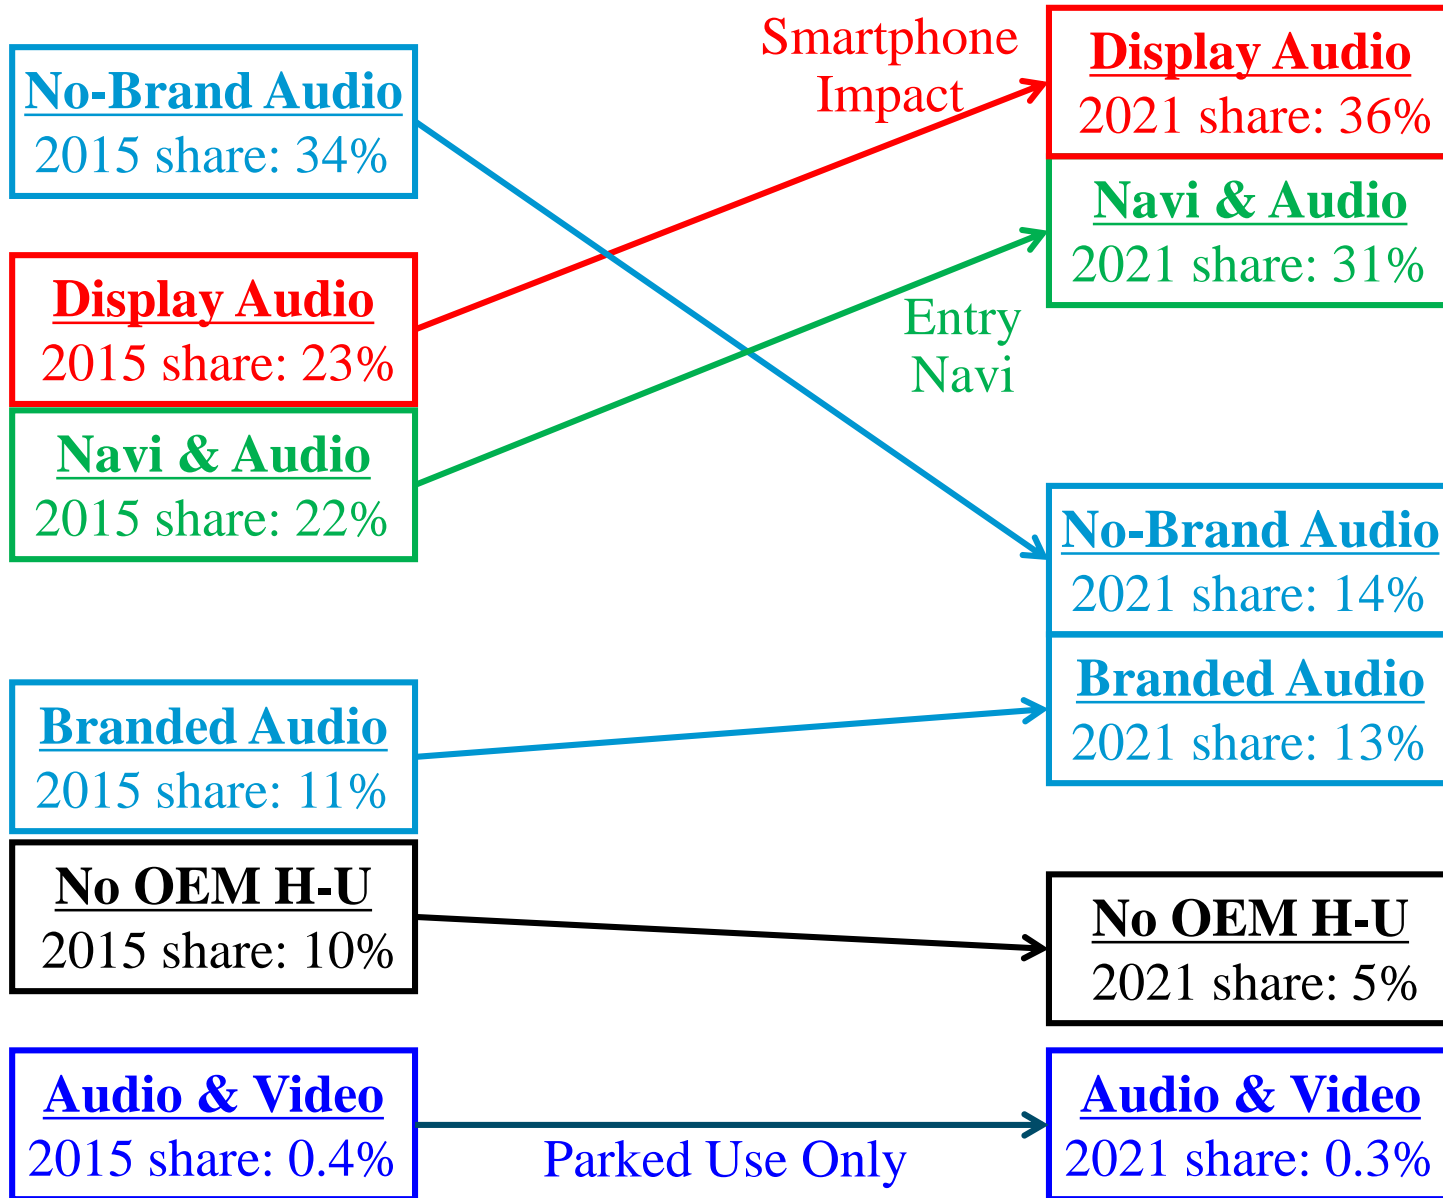 No-Brand Audio
2015 share: 34%
Display Audio
2015 share: 23%
Navi & Audio
2015 share: 22%
Branded Audio
2015 share: 11%
No OEM H-U
2015 share: 10%
Audio & Video
2015 share: 0.4%
Smartphone
Impact
Entry
Navi
Parked Use Only
Display Audio
2021 share: 36%
Navi & Audio
2021 share: 31%
No-Brand Audio
2021 share: 14%
Branded Audio
2021 share: 13%
No OEM H-U
2021 share: 5%
Audio & Video
2021 share: 0.3%